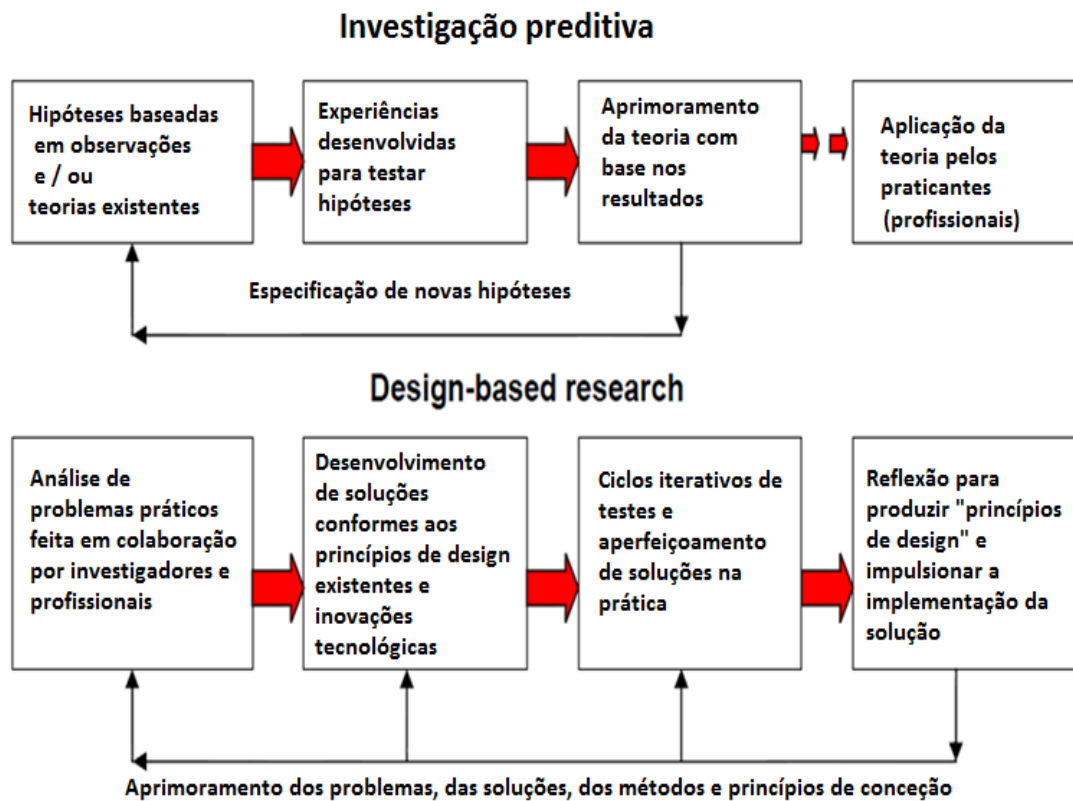 Investigação preditiva
Hipóteses baseadas
em observações
e / ou
teorias existentes
Experiências
desenvolvidas
para testar
hipóteses
Aprimoramento
da teoria com
base nos
resultados
Aplicação da
teoria pelos
praticantes
(profissionais)
Especificação de novas hipóteses
Design-based research
Análise de
problemas práticos
feita em colaboração
por investigadores e
profissionais
Desenvolvimento
de soluções
conformes aos
princípios de design
existentes e
inovações
tecnológicas
Ciclos iterativos de
testes e
aperfeiçoamento
de soluções na
prática
Reflexão para
produzir "princípios
de design" e
impulsionar a
implementação da
solução
Aprimoramento dos problemas, das soluções, dos métodos e princípios de conceção